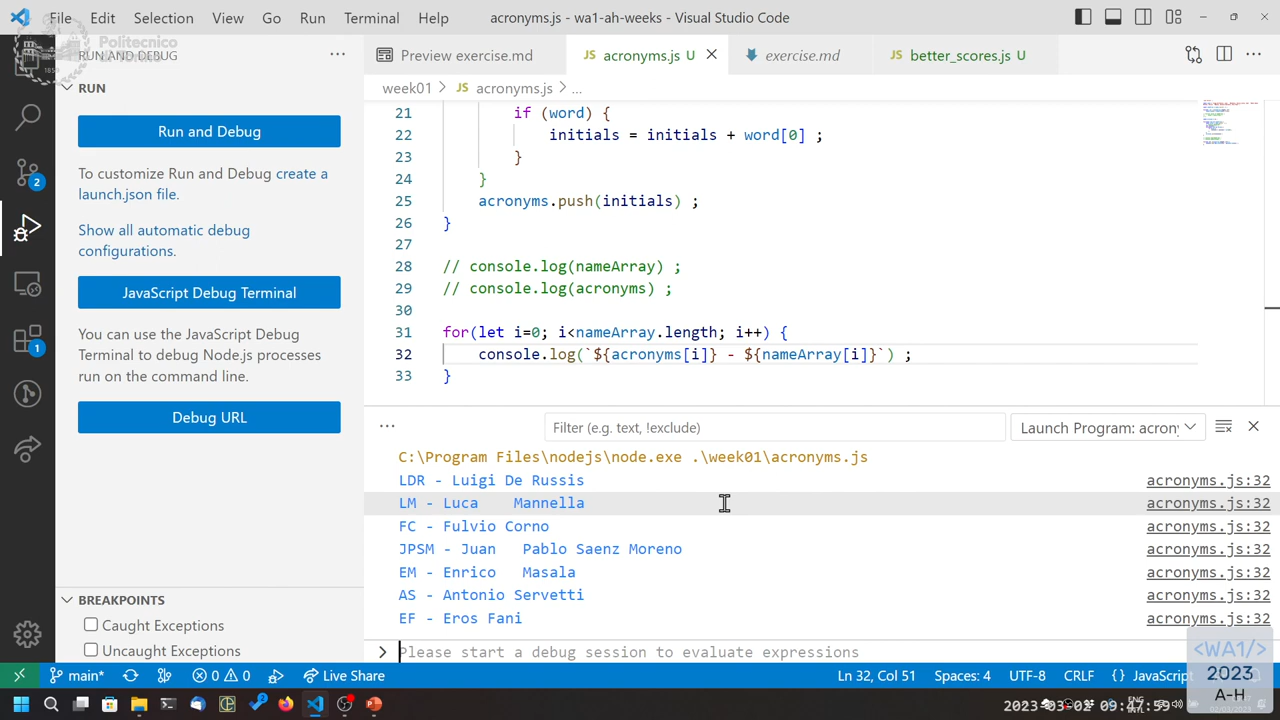 File Edit Selection View Go Run Terminal Help acronyms.js - wa1-ah-weeks - Visual Studio Code
Politecnico
RUN AND DEBUG
Preview exercise.md JS acronyms.js U exercise.md JS better_scores.js U
RUN
week01 > JS acronyms.js > ...
Run and Debug
To customize Run and Debug create a
launch.json file.
Show all automatic debug
configurations.
JavaScript Debug Terminal
You can use the JavaScript Debug
Terminal to debug Node.js processes
run on the command line.
Debug URL
2
1
21 if (word) {
22 initials = initials + word[0] ;
23 }
24 }
25 acronyms.push(initials) ;
26 }
27
28 // console.log(nameArray) ;
29 // console.log(acronyms) ;
30
31 for(let i=0; i<nameArray.length; i++) {
32 console.log(`${acronyms[i]} - ${nameArray[i]}`) ;
33 }
Filter (e.g. text, !exclude) Launch Program: acrony
C:\Program Files\nodejs\node.exe .\week01\acronyms.js
LDR - Luigi De Russis acronyms.js:32
LM - Luca    Mannella acronyms.js:32
FC - Fulvio Corno acronyms.js:32
JPSM - Juan   Pablo Saenz Moreno acronyms.js:32
EM - Enrico   Masala acronyms.js:32
AS - Antonio Servetti acronyms.js:32
EF - Eros Fani acronyms.js:32
> Please start a debug session to evaluate expressions
BREAKPOINTS
Caught Exceptions
Uncaught Exceptions
<WA1/>
2023
A-H
main* 0 0 Live Share Ln 32, Col 51 Spaces: 4 UTF-8 CRLF {} JavaScript
ENG